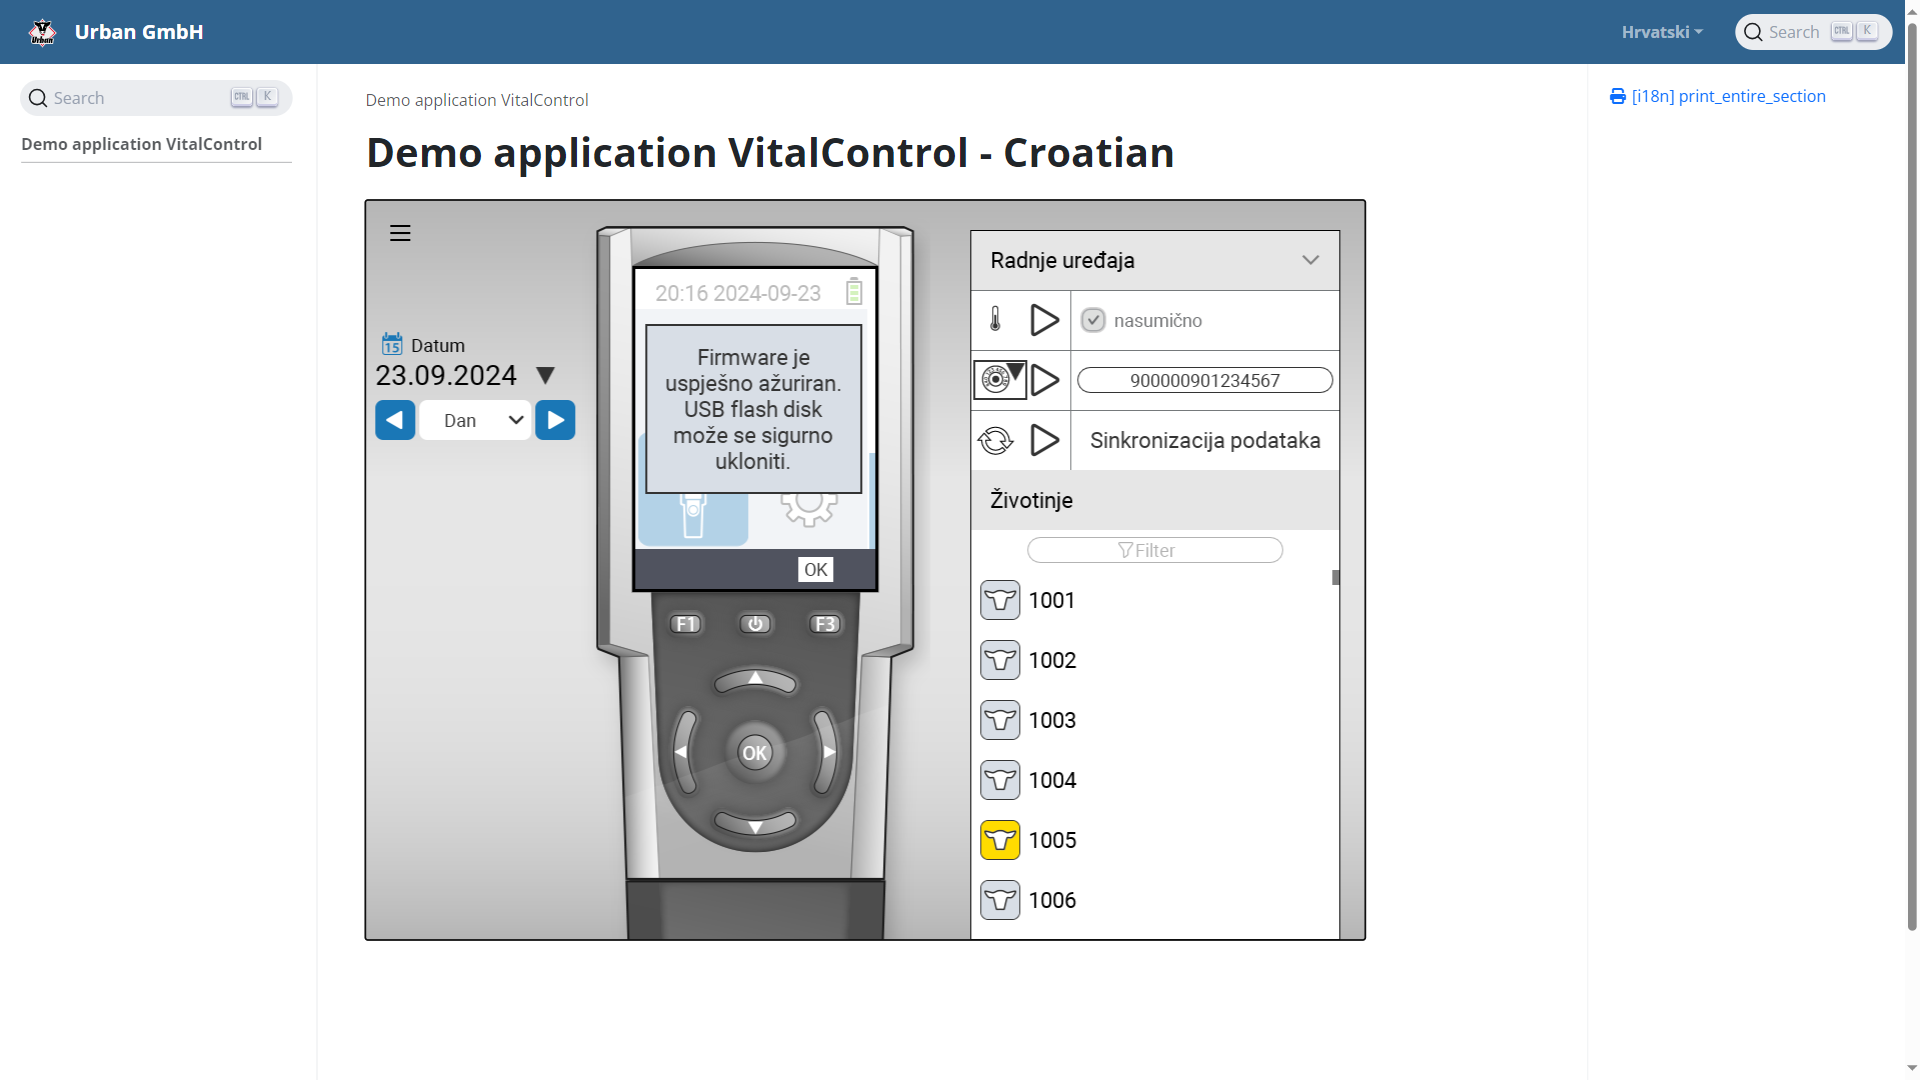 Urban GmbH
Hrvatski
Search CTRL K
Search CTRL K
Demo application VitalControl
Demo application VitalControl
[i18n] print_entire_section
Demo application VitalControl - Croatian
15 Datum
23.09.2024
Dan
20:16 2024-09-23
Firmware je
uspješno ažuriran.
USB flash disk
može se sigurno
ukloniti.
OK
F1
F3
OK
Radnje uređaja
nasumično
900000901234567
Sinkronizacija podataka
Životinje
Filter
1001
1002
1003
1004
1005
1006